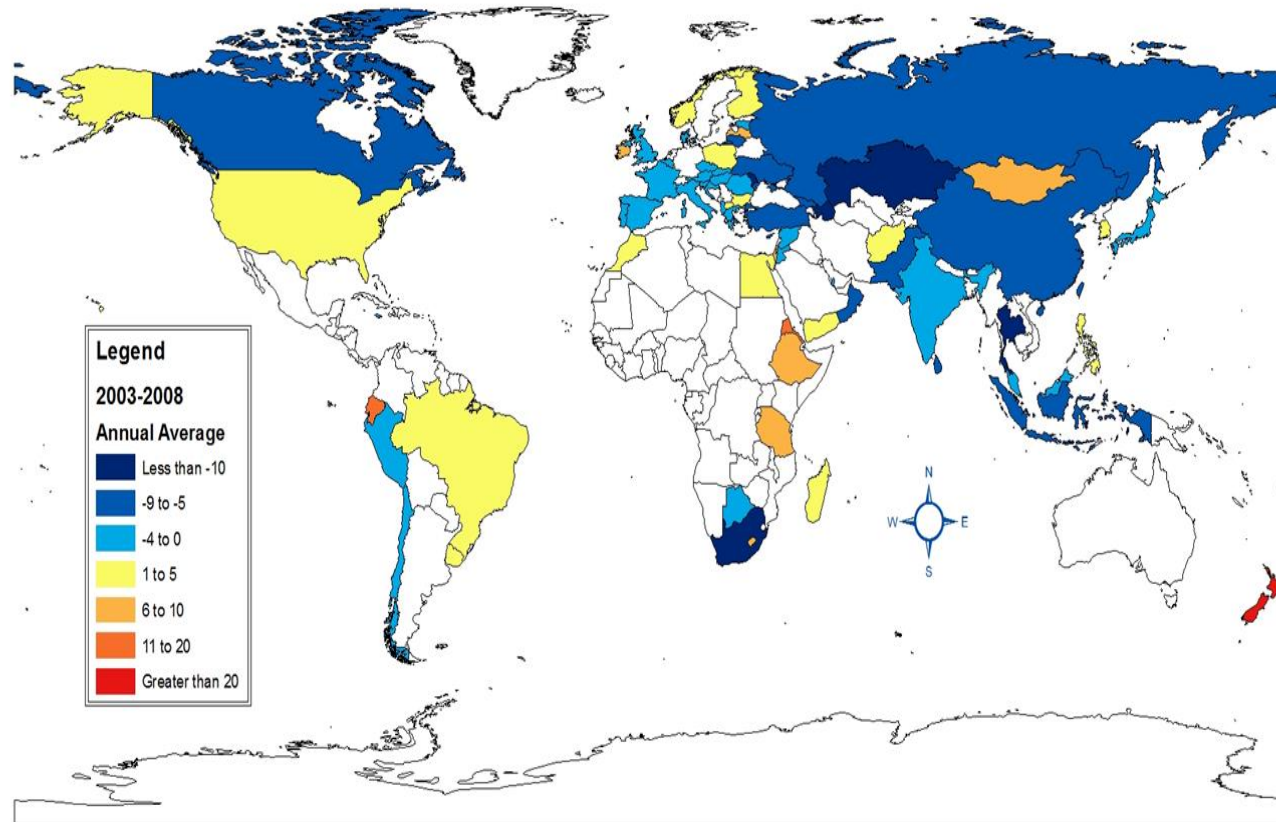 N
W
E
S
Legend
2003-2008
Annual Average
Less than -10
-9 to -5
-4 to 0
1 to 5
6 to 10
11 to 20
Greater than 20